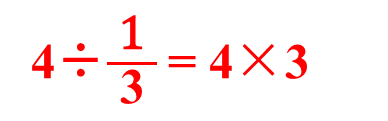 4 ÷ 1/3 = 4 × 3